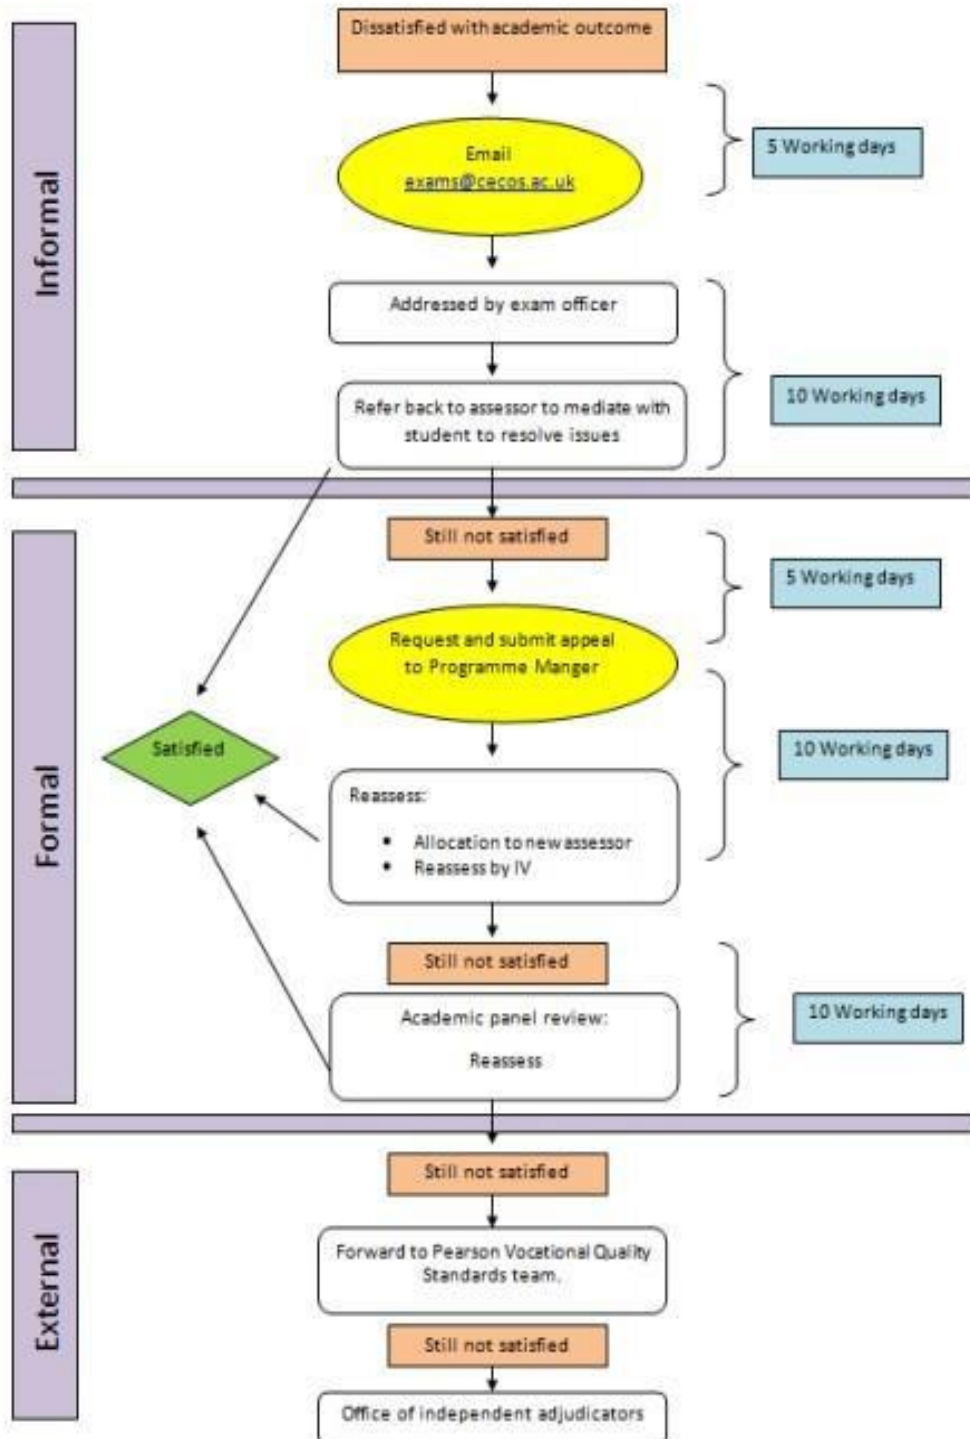 Informal
Dissatisfied with academic outcome
Email
exams@cecos.ac.uk
5 Working days
Addressed by exam officer
Refer back to assessor to mediate with
student to resolve issues
10 Working days
Formal
Still not satisfied
5 Working days
Request and submit appeal
to Programme Manger
Satisfied
10 Working days
Reassess:
• Allocation to new assessor
• Reassess by IV
Still not satisfied
Academic panel review:
Reassess
10 Working days
External
Still not satisfied
Forward to Pearson Vocational Quality
Standards team.
Still not satisfied
Office of independent adjudicators